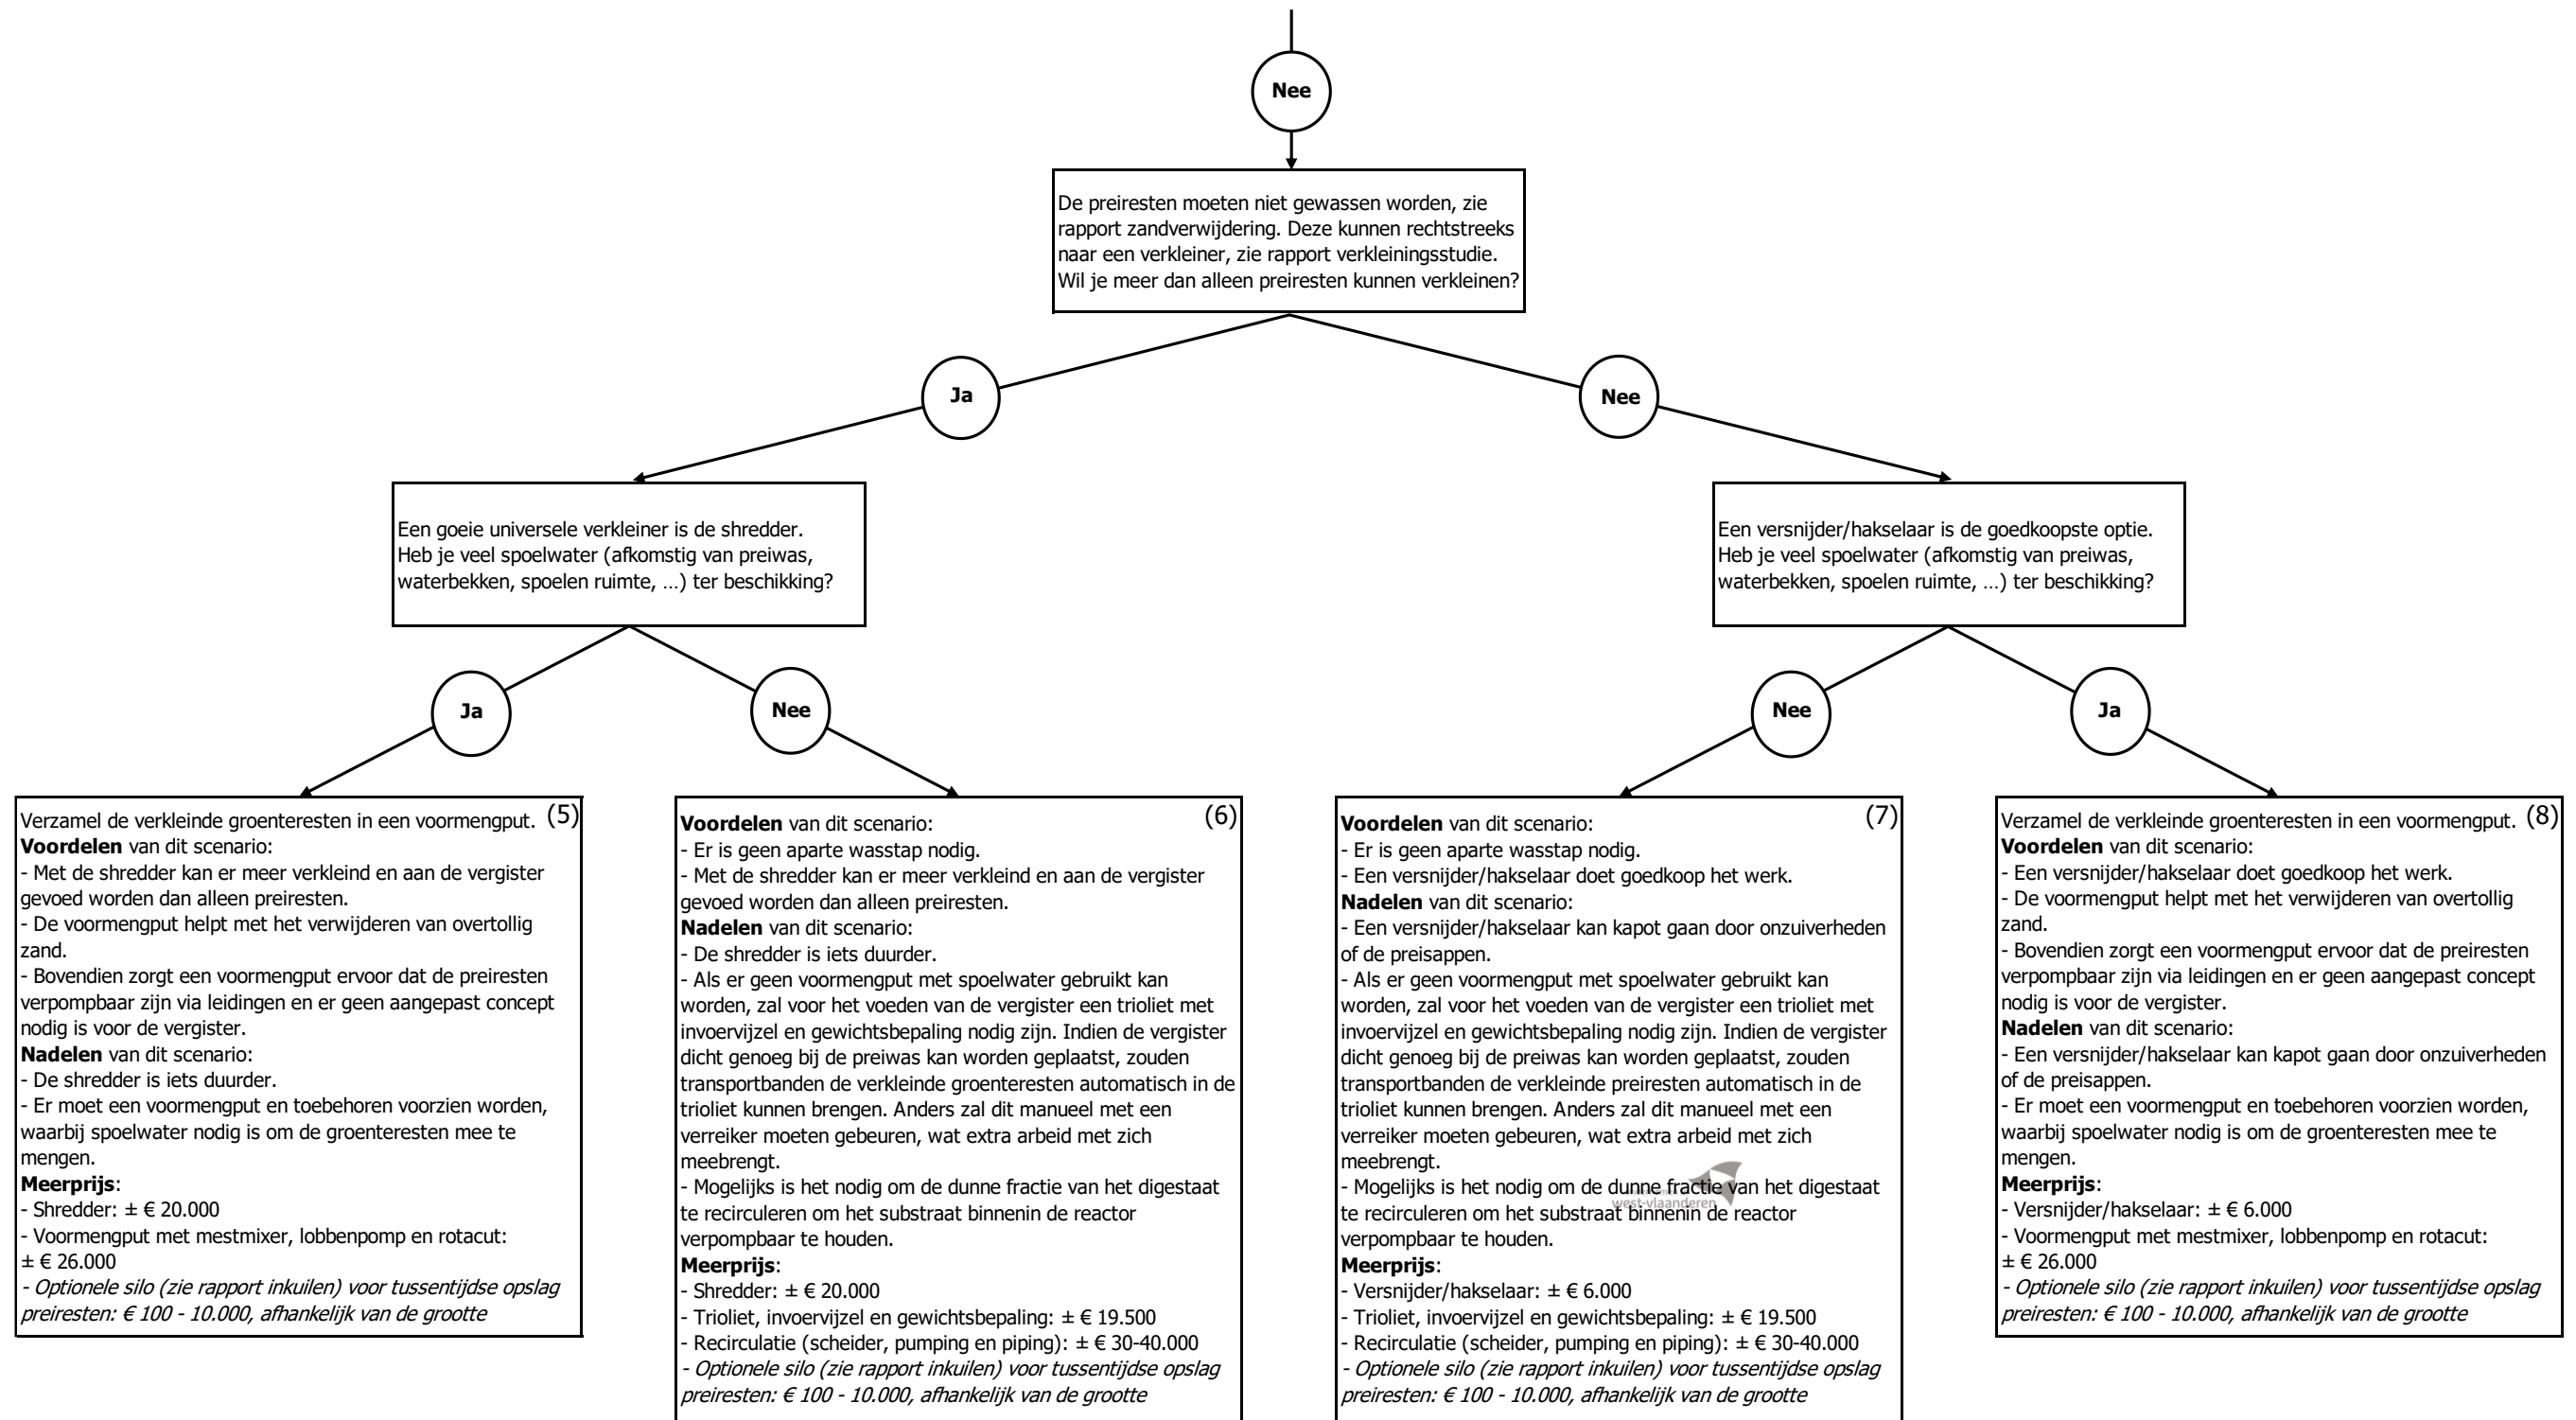 Nee
De preiresten moeten niet gewassen worden, zie
rapport zandverwijdering. Deze kunnen rechtstreeks
naar een verkleiner, zie rapport verkleiningsstudie.
Wil je meer dan alleen preiresten kunnen verkleinen?
Ja
Nee
Een goeie universele verkleiner is de shredder.
Heb je veel spoelwater (afkomstig van preiwas,
waterbekken, spoelen ruimte, ...) ter beschikking?
Een versnijder/hakselaar is de goedkoopste optie.
Heb je veel spoelwater (afkomstig van preiwas,
waterbekken, spoelen ruimte, ...) ter beschikking?
Ja
Nee
Nee
Ja
Verzamel de verkleinde groenteresten in een voormengput. (5)
Voordelen van dit scenario:
- Met de shredder kan er meer verkleind en aan de vergister
gevoed worden dan alleen preiresten.
- De voormengput helpt met het verwijderen van overtollig
zand.
- Bovendien zorgt een voormengput ervoor dat de preiresten
verpompbaar zijn via leidingen en er geen aangepast concept
nodig is voor de vergister.
Nadelen van dit scenario:
- De shredder is iets duurder.
- Er moet een voormengput en toebehoren voorzien worden,
waarbij spoelwater nodig is om de groenteresten mee te
mengen.
Meerprijs:
- Shredder: ± € 20.000
- Voormengput met mestmixer, lobbenpomp en rotacut:
± € 26.000
- Optionele silo (zie rapport inkuilen) voor tussentijdse opslag
preiresten: € 100 - 10.000, afhankelijk van de grootte
Voordelen van dit scenario: (6)
- Er is geen aparte wasstap nodig.
- Met de shredder kan er meer verkleind en aan de vergister
gevoed worden dan alleen preiresten.
Nadelen van dit scenario:
- De shredder is iets duurder.
- Als er geen voormengput met spoelwater gebruikt kan
worden, zal voor het voeden van de vergister een trioliet met
invoervijzel en gewichtsbepaling nodig zijn. Indien de vergister
dicht genoeg bij de preiwas kan worden geplaatst, zouden
transportbanden de verkleinde groenteresten automatisch in de
trioliet kunnen brengen. Anders zal dit manueel met een
verreiker moeten gebeuren, wat extra arbeid met zich
meebrengt.
- Mogelijks is het nodig om de dunne fractie van het digestaat
te recirculeren om het substraat binnenin de reactor
verpompbaar te houden.
Meerprijs:
- Shredder: ± € 20.000
- Trioliet, invoervijzel en gewichtsbepaling: ± € 19.500
- Recirculatie (scheider, pumping en piping): ± € 30-40.000
- Optionele silo (zie rapport inkuilen) voor tussentijdse opslag
preiresten: € 100 - 10.000, afhankelijk van de grootte
Voordelen van dit scenario: (7)
- Er is geen aparte wasstap nodig.
- Een versnijder/hakselaar doet goedkoop het werk.
Nadelen van dit scenario:
- Een versnijder/hakselaar kan kapot gaan door onzuiverheden
of de preisappen.
- Als er geen voormengput met spoelwater gebruikt kan
worden, zal voor het voeden van de vergister een trioliet met
invoervijzel en gewichtsbepaling nodig zijn. Indien de vergister
dicht genoeg bij de preiwas kan worden geplaatst, zouden
transportbanden de verkleinde preiresten automatisch in de
trioliet kunnen brengen. Anders zal dit manueel met een
verreiker moeten gebeuren, wat extra arbeid met zich
meebrengt.
- Mogelijks is het nodig om de dunne fractie van het digestaat
west-vlaanderen
te recirculeren om het substraat binnenin de reactor
verpompbaar te houden.
Meerprijs:
- Versnijder/hakselaar: ± € 6.000
- Trioliet, invoervijzel en gewichtsbepaling: ± € 19.500
- Recirculatie (scheider, pumping en piping): ± € 30-40.000
- Optionele silo (zie rapport inkuilen) voor tussentijdse opslag
preiresten: € 100 - 10.000, afhankelijk van de grootte
Verzamel de verkleinde groenteresten in een voormengput. (8)
Voordelen van dit scenario:
- Een versnijder/hakselaar doet goedkoop het werk.
- De voormengput helpt met het verwijderen van overtollig
zand.
- Bovendien zorgt een voormengput ervoor dat de preiresten
verpompbaar zijn via leidingen en er geen aangepast concept
nodig is voor de vergister.
Nadelen van dit scenario:
- Een versnijder/hakselaar kan kapot gaan door onzuiverheden
of de preisappen.
- Er moet een voormengput en toebehoren voorzien worden,
waarbij spoelwater nodig is om de groenteresten mee te
mengen.
Meerprijs:
- Versnijder/hakselaar: ± € 6.000
- Voormengput met mestmixer, lobbenpomp en rotacut:
± € 26.000
- Optionele silo (zie rapport inkuilen) voor tussentijdse opslag
preiresten: € 100 - 10.000, afhankelijk van de grootte